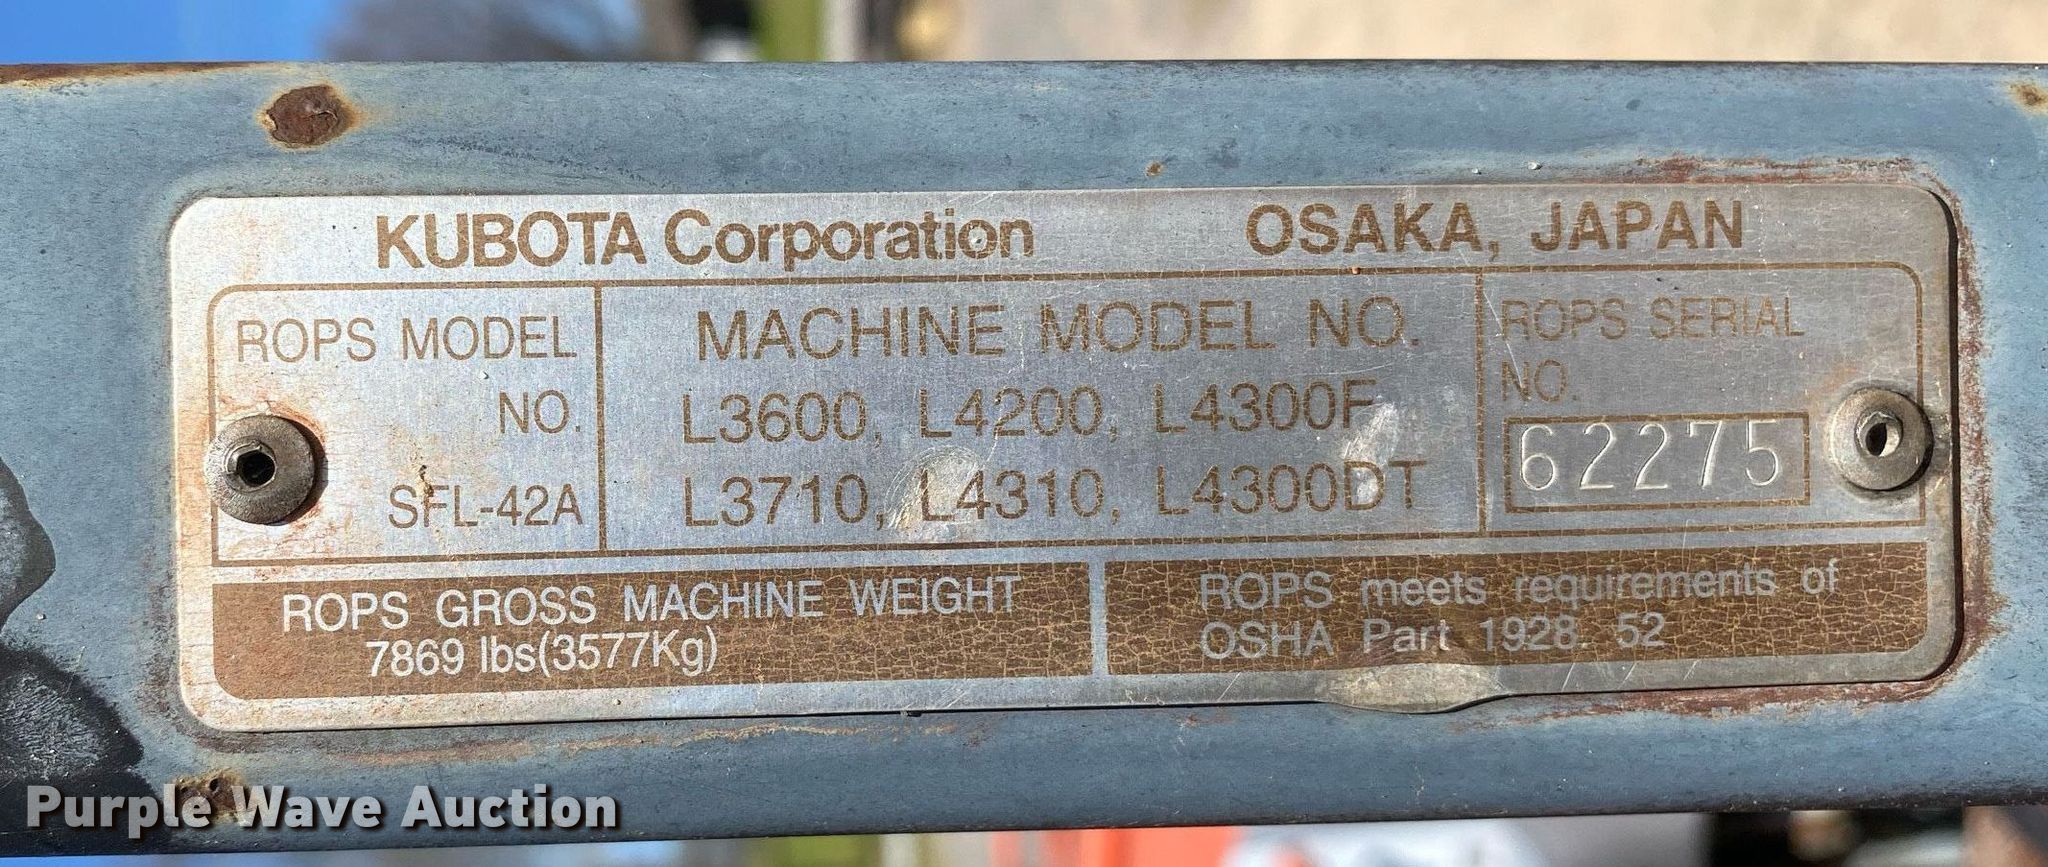 KUBOTA Corporation OSAKA, JAPAN
ROPS MODEL
NO.
SFL-42A
MACHINE MODEL NO.
L3600, L4200, L4300F
L3710, L4310, L4300DT
ROPS SERIAL
NO.
62275
ROPS GROSS MACHINE WEIGHT
7869 lbs(3577Kg)
ROPS meets requirements of
OSHA Part 1928. 52
Purple Wave Auction